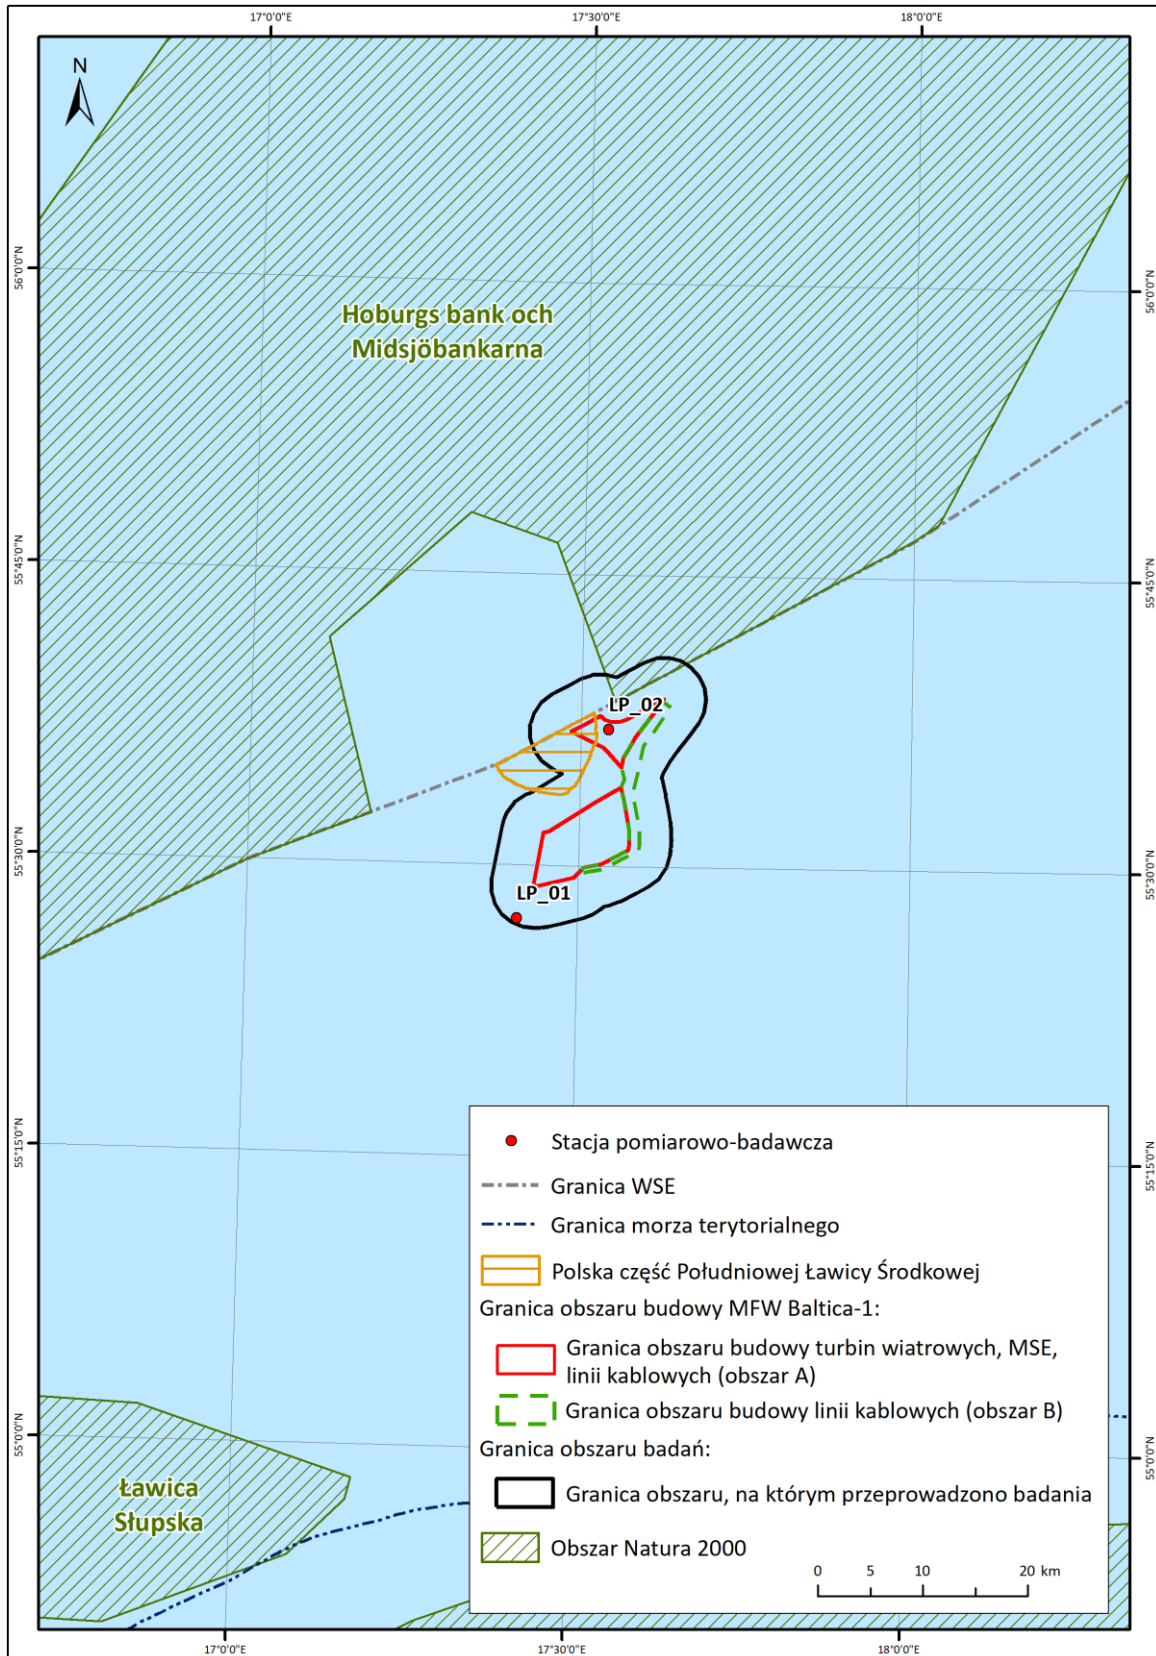 17°0'0"E
17°30'0"E
18°0'0"E
N
56°0'0"N
56°0'0"N
Hoburgs bank och
Midsjöbankarna
55°45'0"N
55°45'0"N
LP_02
55°30'0"N
55°30'0"N
LP_01
55°15'0"N
55°15'0"N
Stacja pomiarowo-badawcza
Granica WSE
Granica morza terytorialnego
Polska część Południowej Ławicy Środkowej
Granica obszaru budowy MFW Baltica-1:
Granica obszaru budowy turbin wiatrowych, MSE,
linii kablowych (obszar A)
Granica obszaru budowy linii kablowych (obszar B)
Granica obszaru badań:
Granica obszaru, na którym przeprowadzono badania
Obszar Natura 2000
0 5 10 20 km
55°0'0"N
55°0'0"N
Ławica
Słupska
17°0'0"E
17°30'0"E
18°0'0"E